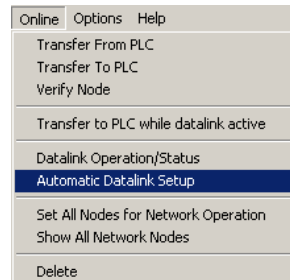 Online Options Help
Transfer From PLC
Transfer To PLC
Verify Node
Transfer to PLC while datalink active
Datalink Operation/Status
Automatic Datalink Setup
Set All Nodes for Network Operation
Show All Network Nodes
Delete